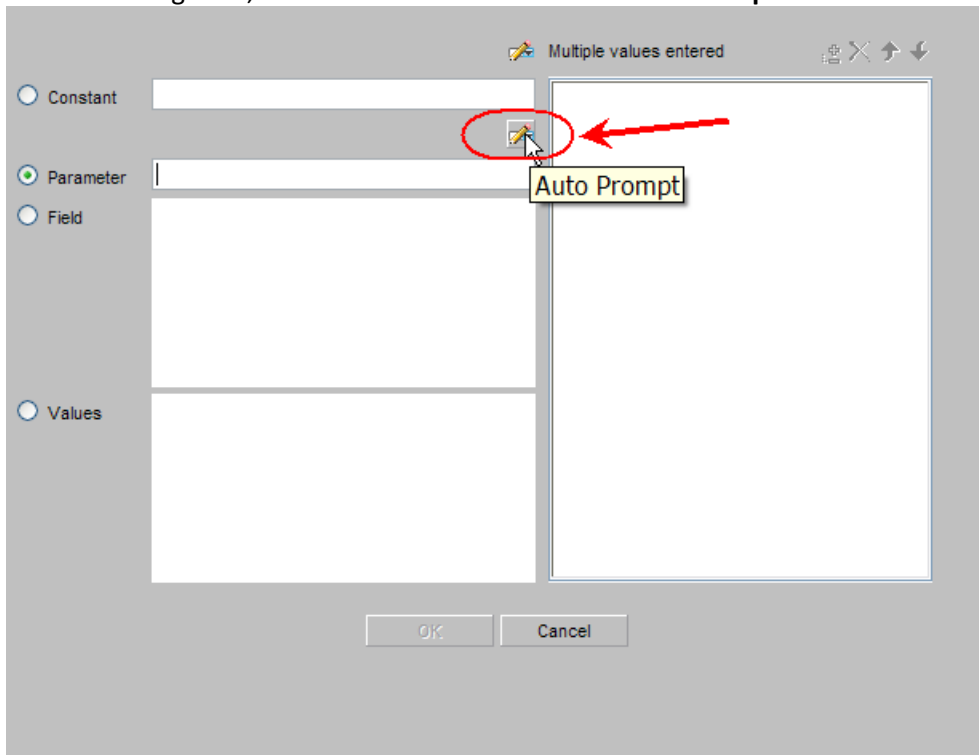 Multiple values entered
Constant
Parameter
Auto Prompt
Field
Values
OK
Cancel